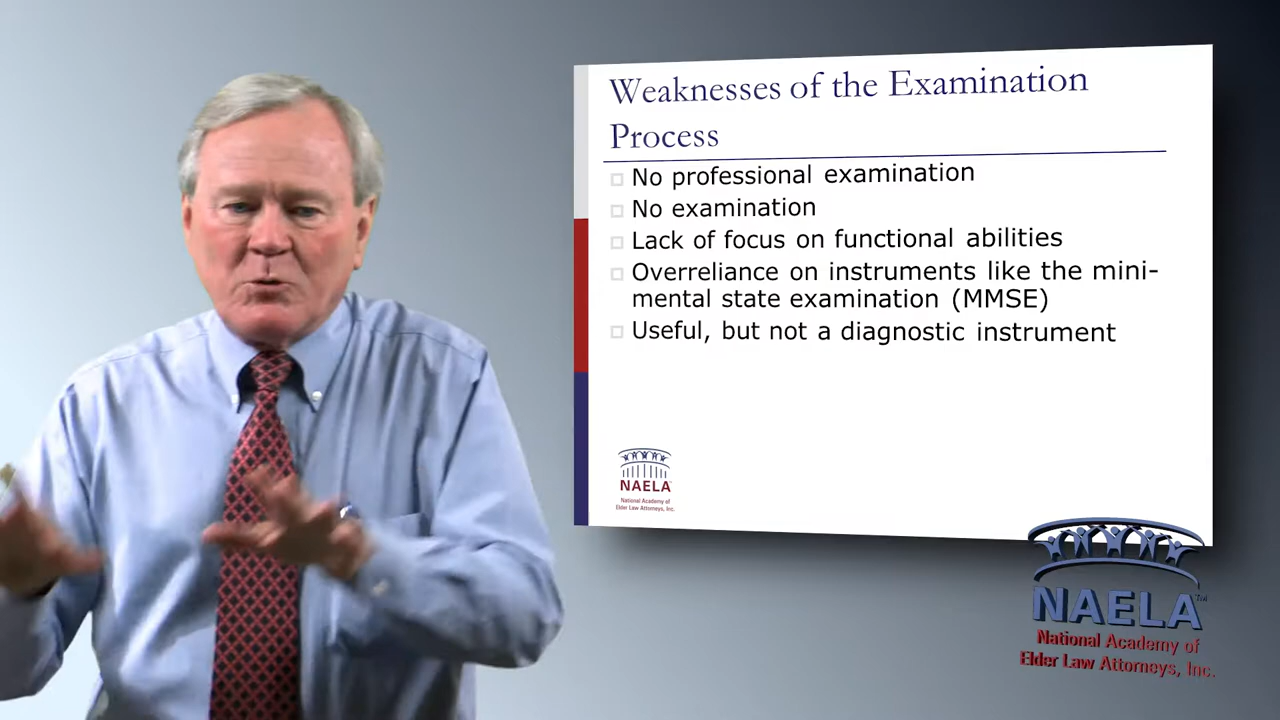 Weaknesses of the Examination
Process
No professional examination
No examination
Lack of focus on functional abilities
Overreliance on instruments like the mini-
mental state examination (MMSE)
Useful, but not a diagnostic instrument
NAELA
National Academy of
Elder Law Attorneys, Inc.
NAELA™
National Academy of
Elder Law Attorneys, Inc.